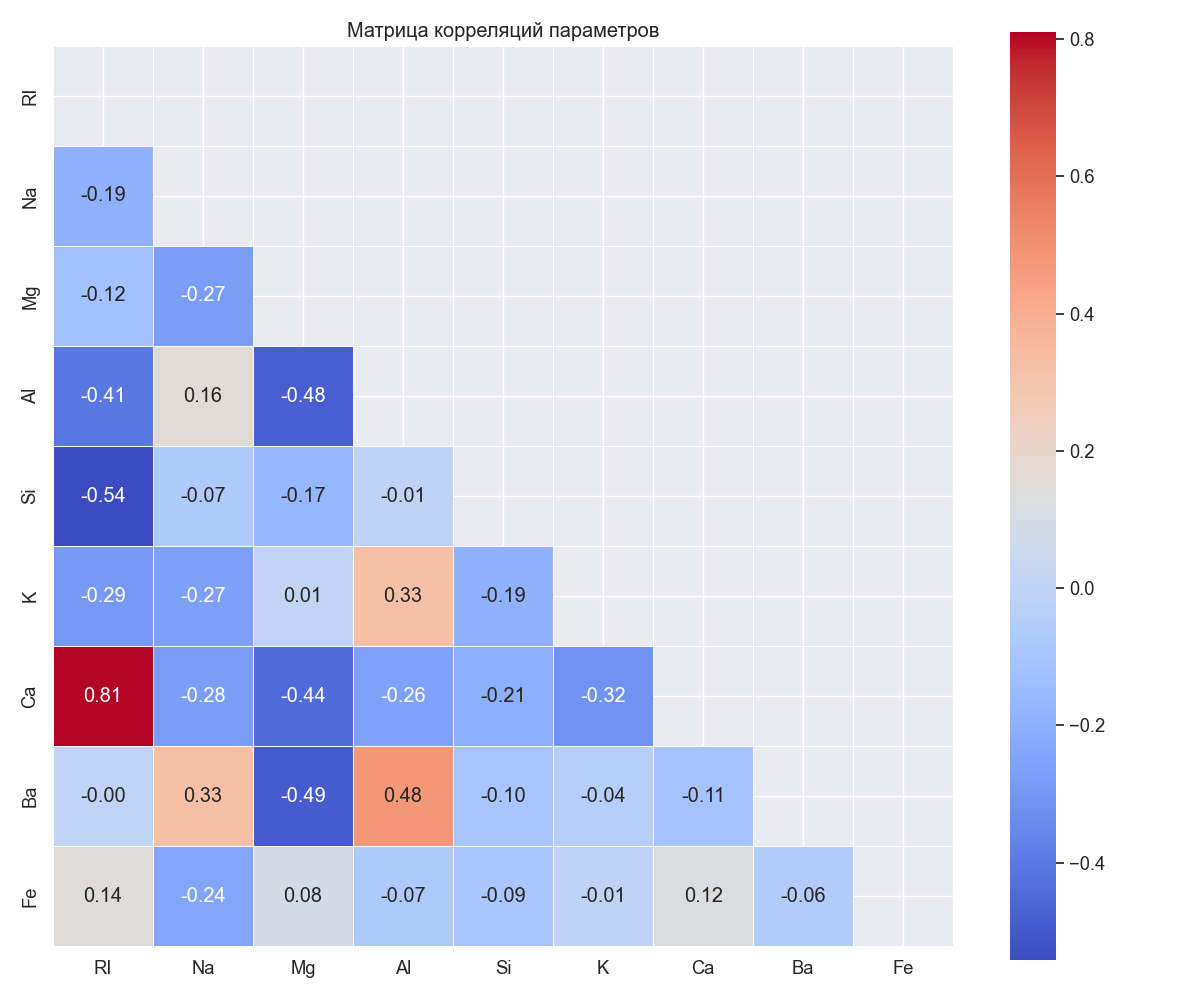 Матрица корреляций параметров
RI
Na -0.19
Mg -0.12 -0.27
Al -0.41 0.16 -0.48
Si -0.54 -0.07 -0.17 -0.01
K -0.29 -0.27 0.01 0.33 -0.19
Ca 0.81 -0.28 -0.44 -0.26 -0.21 -0.32
Ba -0.00 0.33 -0.49 0.48 -0.10 -0.04 -0.11
Fe 0.14 -0.24 0.08 -0.07 -0.09 -0.01 0.12 -0.06
RI Na Mg Al Si K Ca Ba Fe
0.8
0.6
0.4
0.2
0.0
−0.2
−0.4